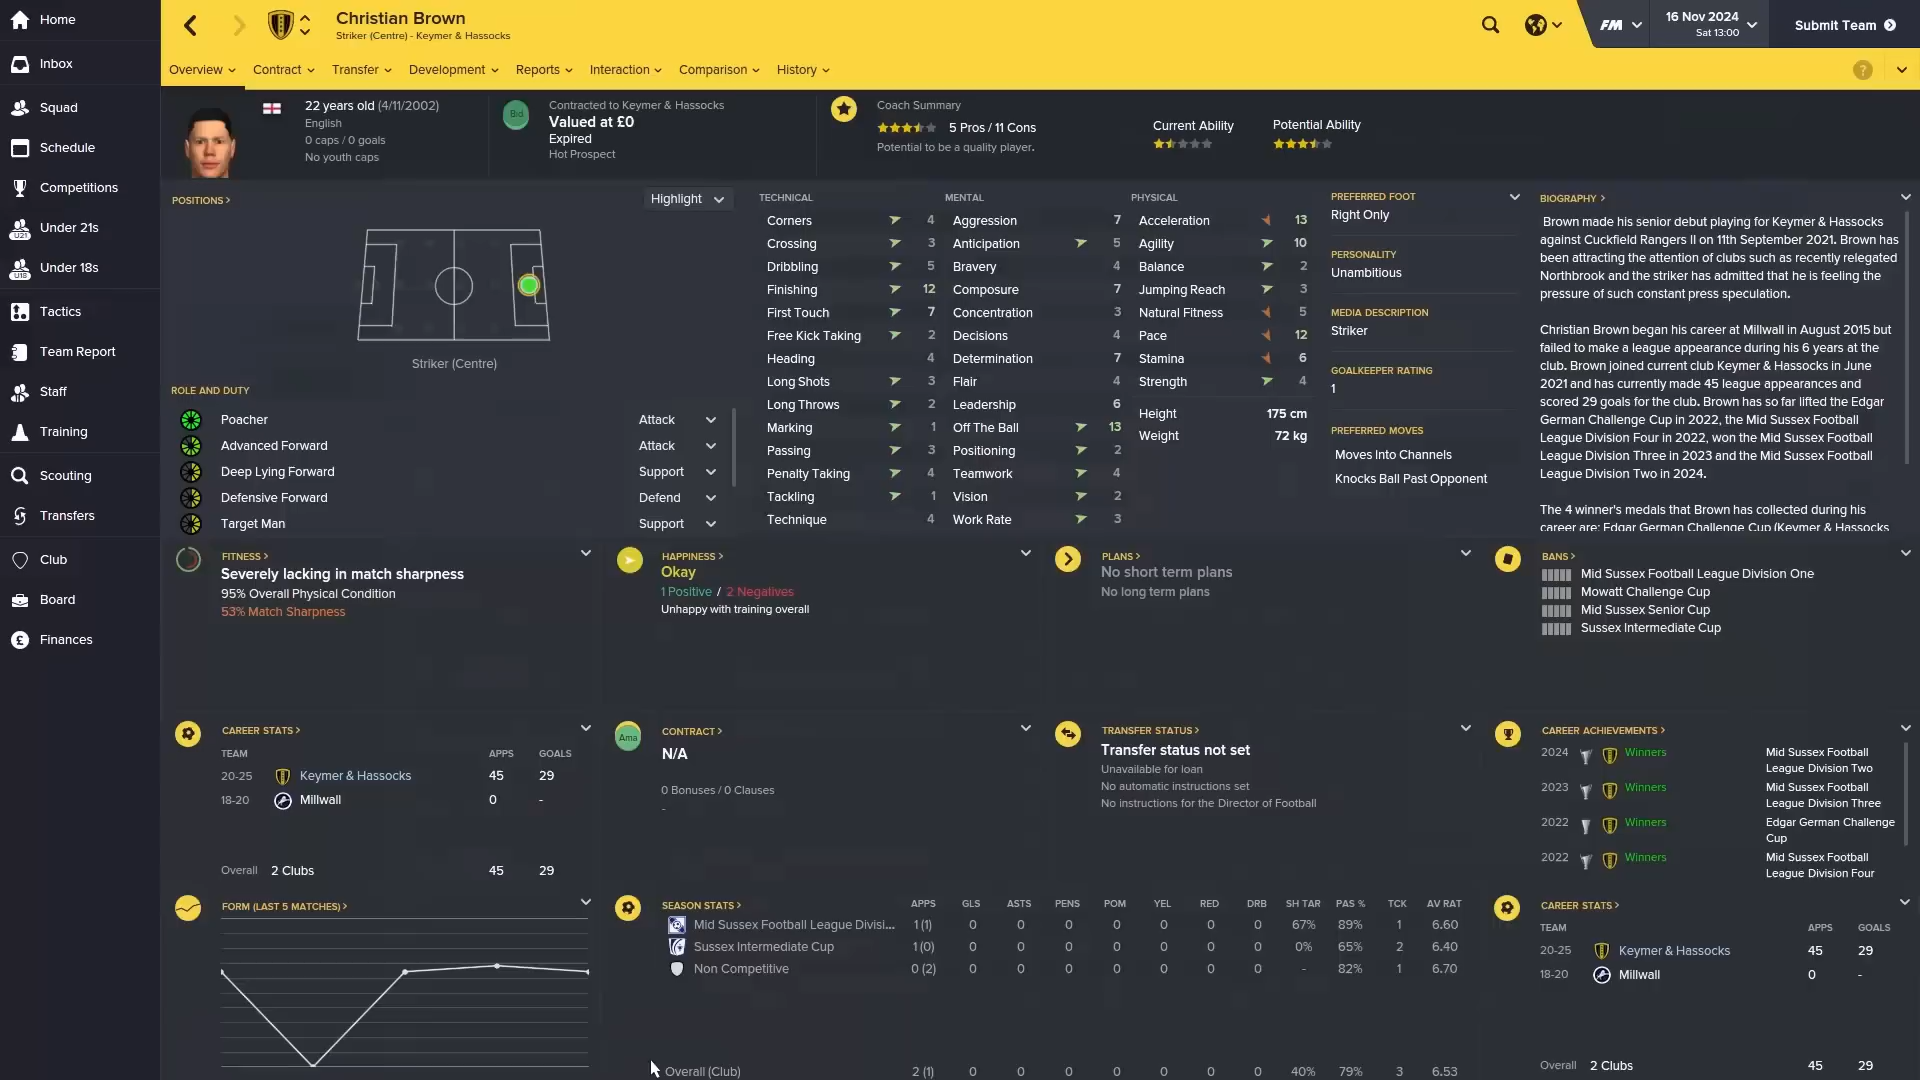 Home
Inbox
Squad
Schedule
Competitions
Under 21s
Under 18s
Tactics
Team Report
Staff
Training
Scouting
Transfers
Club
Board
Finances
Christian Brown
Striker (Centre) - Keymer & Hassocks
FM
16 Nov 2024
Sat 13:00
Submit Team
Overview Contract Transfer Development Reports Interaction Comparison History
?
22 years old (4/11/2002)
English
0 caps / 0 goals
No youth caps
Bid
Contracted to Keymer & Hassocks
Valued at £0
Expired
Hot Prospect
Coach Summary
5 Pros / 11 Cons
Potential to be a quality player.
Current Ability
Potential Ability
POSITIONS >
Highlight
Striker (Centre)
ROLE AND DUTY
Poacher Attack
Advanced Forward Attack
Deep Lying Forward Support
Defensive Forward Defend
Target Man Support
TECHNICAL
Corners 4
Crossing 3
Dribbling 5
Finishing 12
First Touch 7
Free Kick Taking 2
Heading 4
Long Shots 3
Long Throws 2
Marking 1
Passing 3
Penalty Taking 4
Tackling 1
Technique 4
MENTAL
Aggression 7
Anticipation 5
Bravery 4
Composure 7
Concentration 3
Decisions 4
Determination 7
Flair 4
Leadership 6
Off The Ball 13
Positioning 2
Teamwork 4
Vision 2
Work Rate 3
PHYSICAL
Acceleration 13
Agility 10
Balance 2
Jumping Reach 3
Natural Fitness 5
Pace 12
Stamina 6
Strength 4
Height 175 cm
Weight 72 kg
PREFERRED FOOT
Right Only
PERSONALITY
Unambitious
MEDIA DESCRIPTION
Striker
GOALKEEPER RATING
1
PREFERRED MOVES
Moves Into Channels
Knocks Ball Past Opponent
BIOGRAPHY >
Brown made his senior debut playing for Keymer & Hassocks
against Cuckfield Rangers II on 11th September 2021. Brown has
been attracting the attention of clubs such as recently relegated
Northbrook and the striker has admitted that he is feeling the
pressure of such constant press speculation.
Christian Brown began his career at Millwall in August 2015 but
failed to make a league appearance during his 6 years at the
club. Brown joined current club Keymer & Hassocks in June
2021 and has currently made 45 league appearances and
scored 29 goals for the club. Brown has so far lifted the Edgar
German Challenge Cup in 2022, the Mid Sussex Football
League Division Four in 2022, won the Mid Sussex Football
League Division Three in 2023 and the Mid Sussex Football
League Division Two in 2024.
The 4 winner's medals that Brown has collected during his
career are: Edgar German Challenge Cup (Keymer & Hassocks
FITNESS >
Severely lacking in match sharpness
95% Overall Physical Condition
53% Match Sharpness
HAPPINESS >
Okay
1 Positive / 2 Negatives
Unhappy with training overall
PLANS >
No short term plans
No long term plans
BANS >
Mid Sussex Football League Division One
Mowatt Challenge Cup
Mid Sussex Senior Cup
Sussex Intermediate Cup
CAREER STATS >
TEAM APPS GOALS
20-25 Keymer & Hassocks 45 29
18-20 Millwall 0 -
Overall 2 Clubs 45 29
Ama
CONTRACT >
N/A
0 Bonuses / 0 Clauses
-
TRANSFER STATUS >
Transfer status not set
Unavailable for loan
No automatic instructions set
No instructions for the Director of Football
CAREER ACHIEVEMENTS >
2024 Winners Mid Sussex Football
League Division Two
2023 Winners Mid Sussex Football
League Division Three
2022 Winners Edgar German Challenge
Cup
2022 Winners Mid Sussex Football
League Division Four
FORM (LAST 5 MATCHES) >
SEASON STATS > APPS GLS ASTS PENS POM YEL RED DRB SH TAR PAS % TCK AV RAT
Mid Sussex Football League Divisi... 1 (1) 0 0 0 0 0 0 0 67% 89% 1 6.60
Sussex Intermediate Cup 1 (0) 0 0 0 0 0 0 0 0% 65% 2 6.40
Non Competitive 0 (2) 0 0 0 0 0 0 0 - 82% 1 6.70
Overall (Club) 2 (1) 0 0 0 0 0 0 0 40% 79% 3 6.53
CAREER STATS >
TEAM APPS GOALS
20-25 Keymer & Hassocks 45 29
18-20 Millwall 0 -
Overall 2 Clubs 45 29